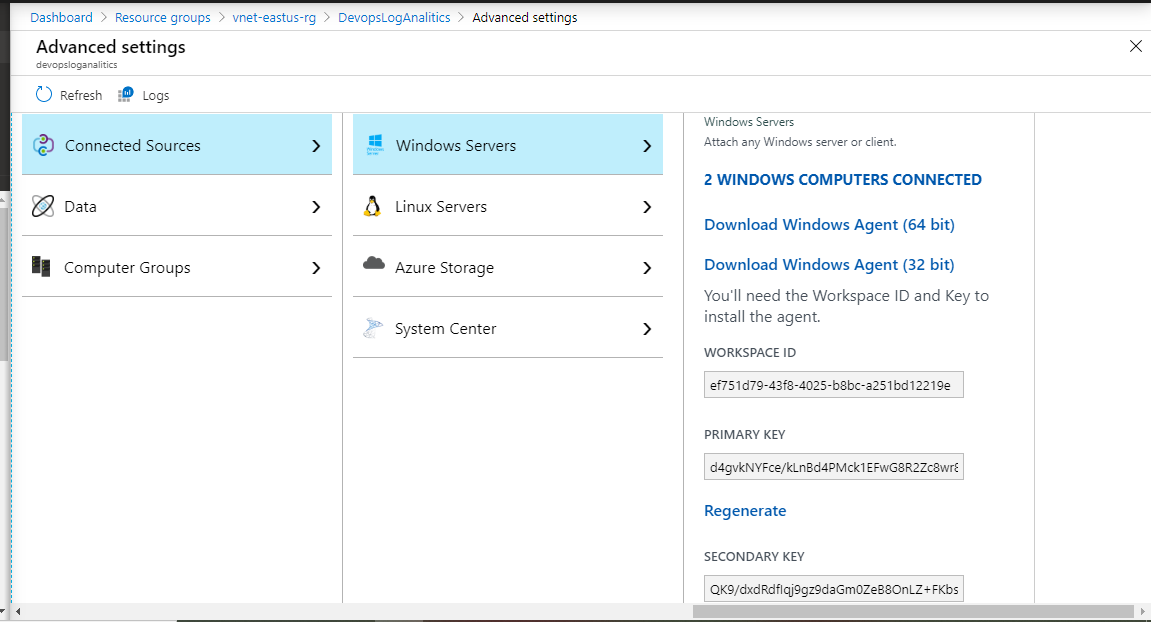 Dashboard > Resource groups > vnet-eastus-rg > DevopsLogAnalitics > Advanced settings
Advanced settings
devopsloganalitics
Refresh Logs
Connected Sources
Data
Computer Groups
Windows Servers
Linux Servers
Azure Storage
System Center
Windows Servers
Attach any Windows server or client.
2 WINDOWS COMPUTERS CONNECTED
Download Windows Agent (64 bit)
Download Windows Agent (32 bit)
You'll need the Workspace ID and Key to
install the agent.
WORKSPACE ID
ef751d79-43f8-4025-b8bc-a251bd12219e
PRIMARY KEY
d4gvkNYFce/kLnBd4PMck1EFwG8R2Zc8wr8
Regenerate
SECONDARY KEY
QK9/dxdRdfIqj9gz9daGm0ZeB8OnLZ+FKbs